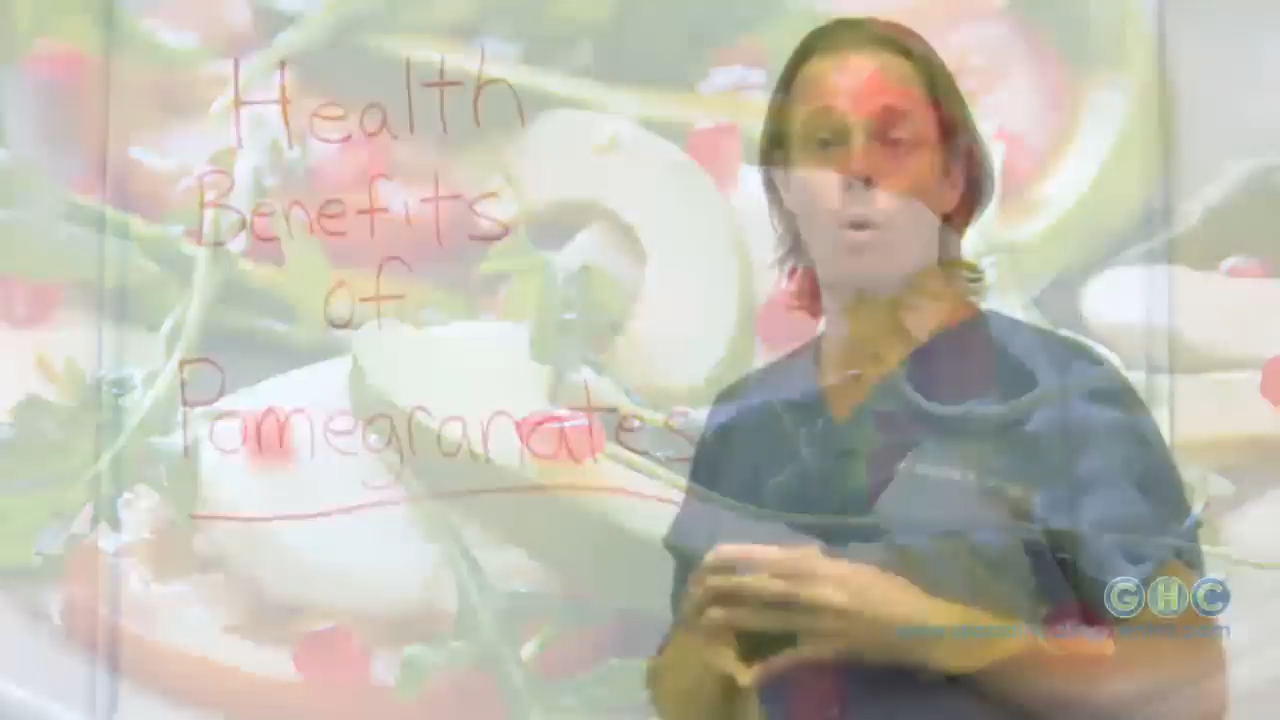 Health
Benefits
of
Pomegranates
GHC